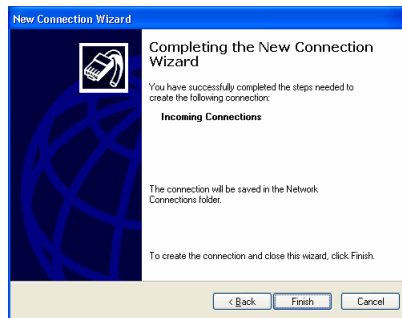 New Connection Wizard
Completing the New Connection
Wizard
You have successfully completed the steps needed to
create the following connection:
Incoming Connections
The connection will be saved in the Network
Connections folder.
To create the connection and close this wizard, click Finish.
< Back
Finish
Cancel